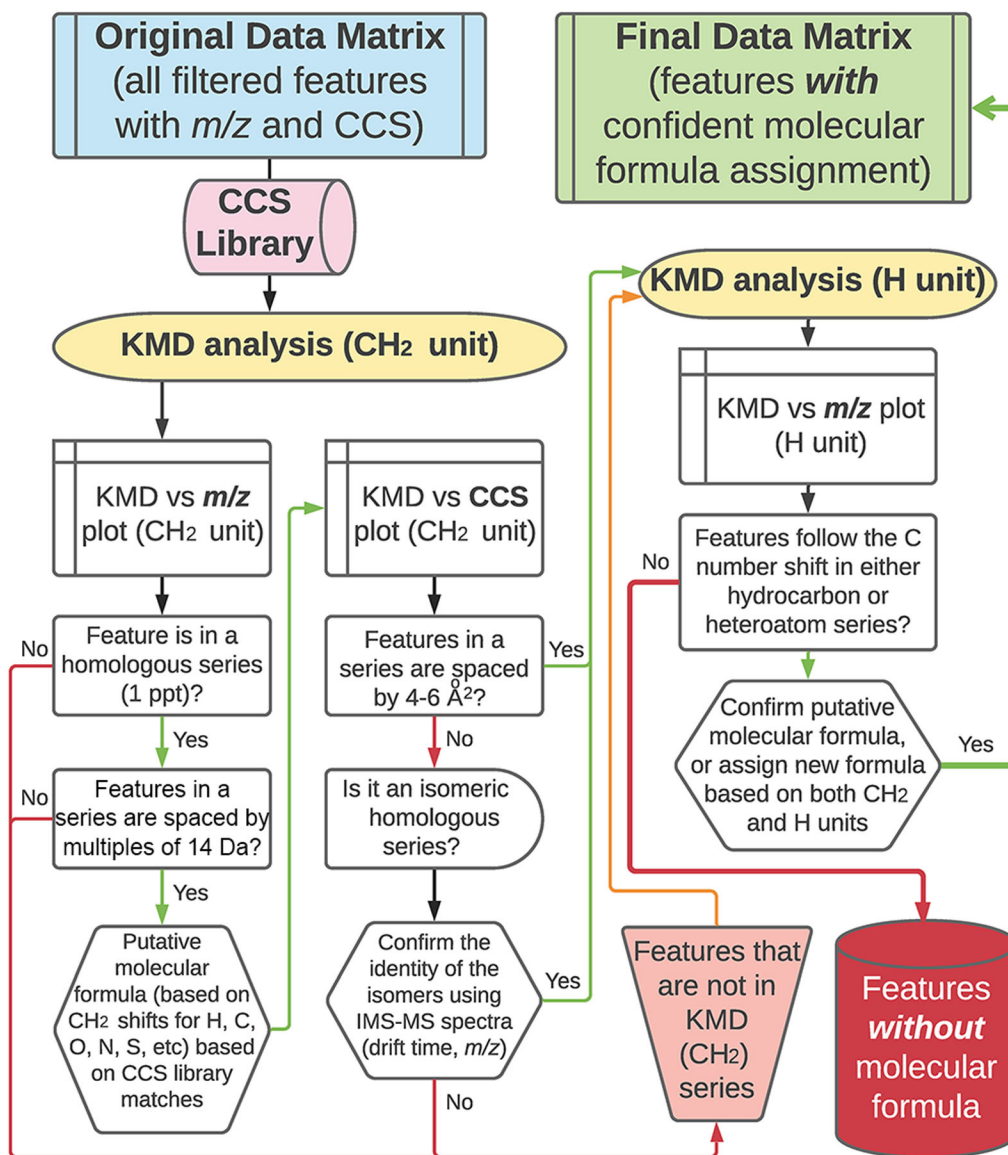 Original Data Matrix
(all filtered features
with m/z and CCS)
CCS
Library
KMD analysis (CH₂ unit)
KMD vs m/z
plot (CH₂ unit)
Feature is in a
homologous series
(1 ppt)?
No
Yes
Features in a
series are spaced by
multiples of 14 Da?
No
Yes
Putative
molecular
formula (based on
CH₂ shifts for H, C,
O, N, S, etc) based
on CCS library
matches
KMD vs CCS
plot (CH₂ unit)
Features in a
series are spaced
by 4-6 Å²?
Yes
No
Is it an isomeric
homologous
series?
Confirm the
identity of the
isomers using
IMS-MS spectra
(drift time, m/z)
Yes
No
Features that
are not in
KMD
(CH₂)
series
KMD analysis (H unit)
KMD vs m/z plot
(H unit)
Features follow the C
number shift in either
hydrocarbon or
heteroatom series?
No
Confirm putative
molecular formula,
or assign new formula
based on both CH₂
and H units
Yes
Features
without
molecular
formula
Final Data Matrix
(features with
confident molecular
formula assignment)